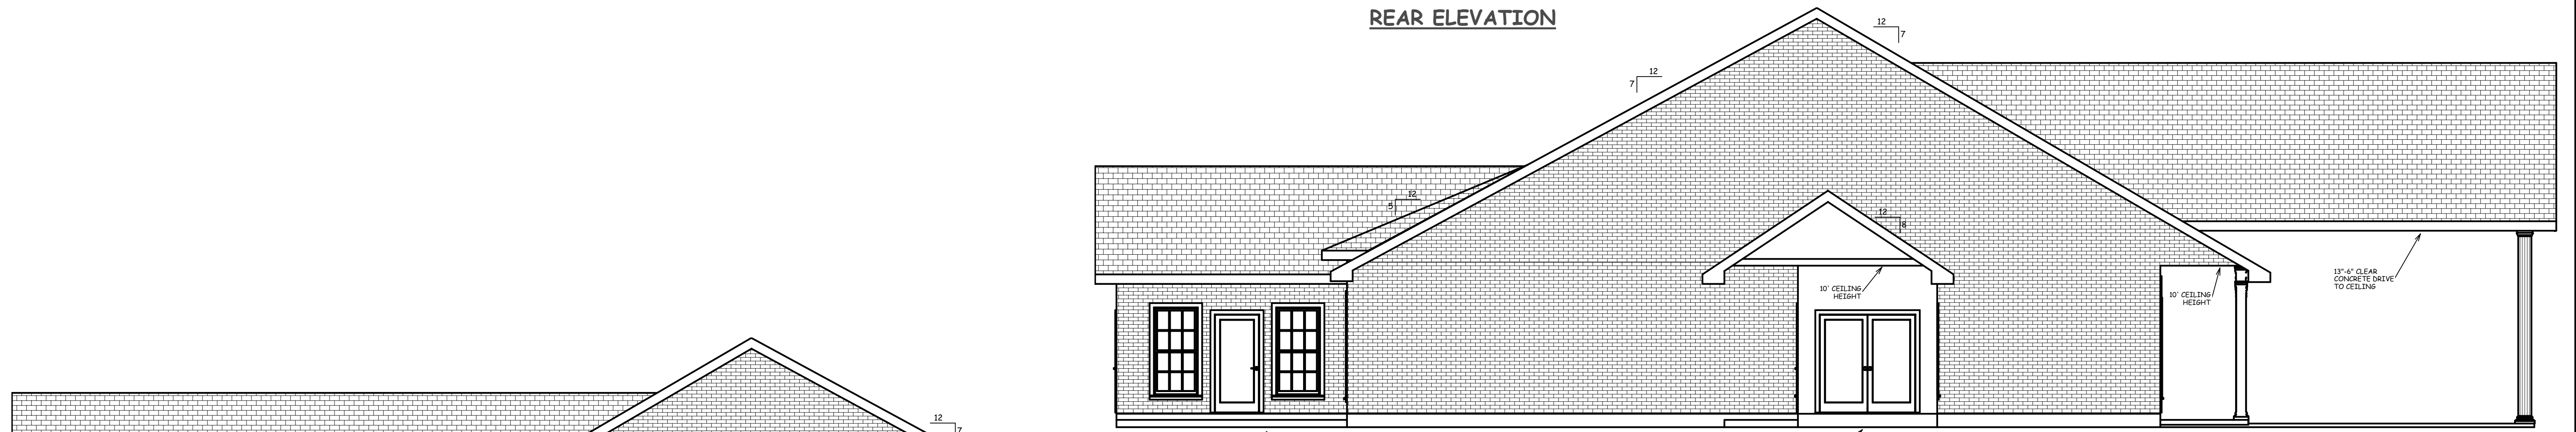 REAR ELEVATION
12
7
12
7
12
5
12
8
10' CEILING
HEIGHT
10' CEILING
HEIGHT
13"-6" CLEAR
CONCRETE DRIVE
TO CEILING
12
7